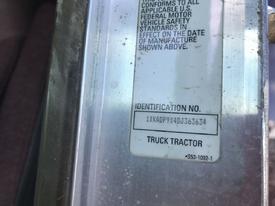 CONFORMS TO ALL
APPLICABLE U.S.
FEDERAL MOTOR
VEHICLE SAFETY
STANDARDS IN
EFFECT ON THE DATE
OF MANUFACTURE
SHOWN ABOVE.
IDENTIFICATION NO.
1XKADP9X4DJ363634
TRUCK TRACTOR